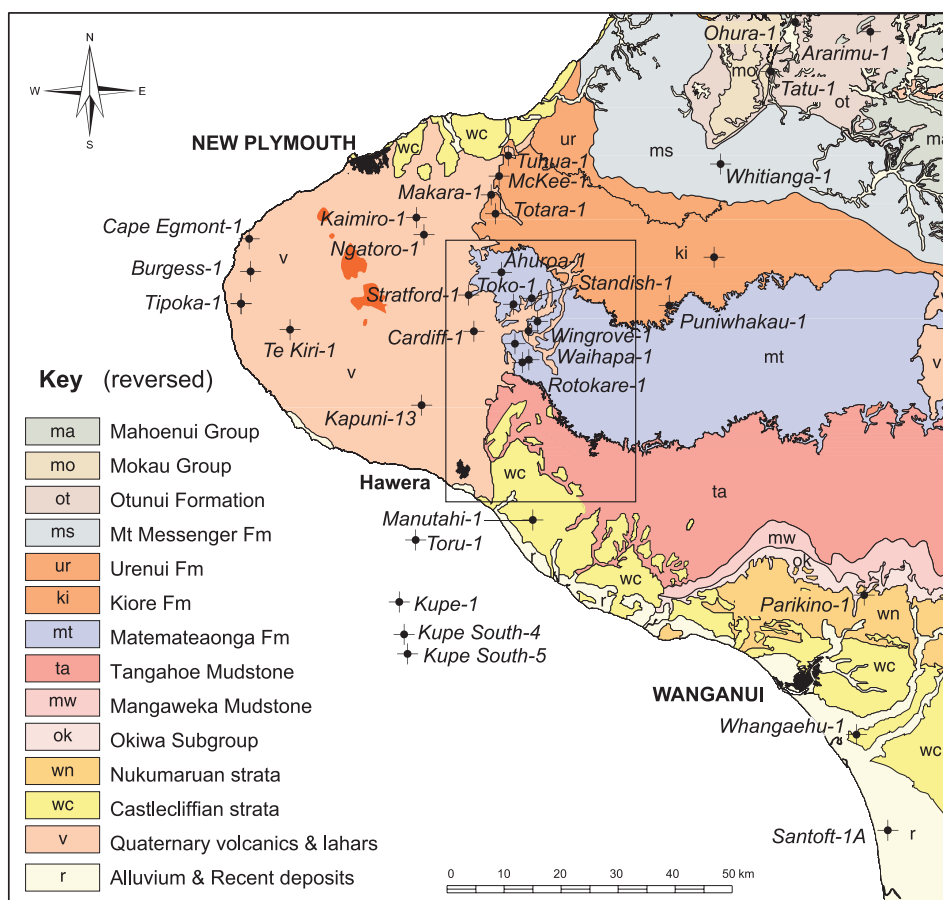 N
W
E
S
NEW PLYMOUTH
wc
wc
ur
ms
mo
ot
ma
Ohura-1
Ararimu-1
Tatu-1
Tuhua-1
McKee-1
Makara-1
Totara-1
Whitianga-1
Cape Egmont-1
Kaimiro-1
Ngatoro-1
Burgess-1
v
ki
Ahuroa-1
Toko-1
Standish-1
Stratford-1
Tipoka-1
Puniwhakau-1
Te Kiri-1
Cardiff-1
Wingrove-1
mt
Waihapa-1
v
v
Rotokare-1
Kapuni-13
Hawera
wc
ta
Manutahi-1
Toru-1
r
mw
ok
wc
r
Kupe-1
Parikino-1
wn
Kupe South-4
Kupe South-5
wc
WANGANUI
Whangaehu-1
wc
Santoft-1A
r
Key (reversed)
ma Mahoenui Group
mo Mokau Group
ot Otunui Formation
ms Mt Messenger Fm
ur Urenui Fm
ki Kiore Fm
mt Matemateaonga Fm
ta Tangahoe Mudstone
mw Mangaweka Mudstone
ok Okiwa Subgroup
wn Nukumaruan strata
wc Castlecliffian strata
v Quaternary volcanics & lahars
r Alluvium & Recent deposits
0 10 20 30 40 50 km